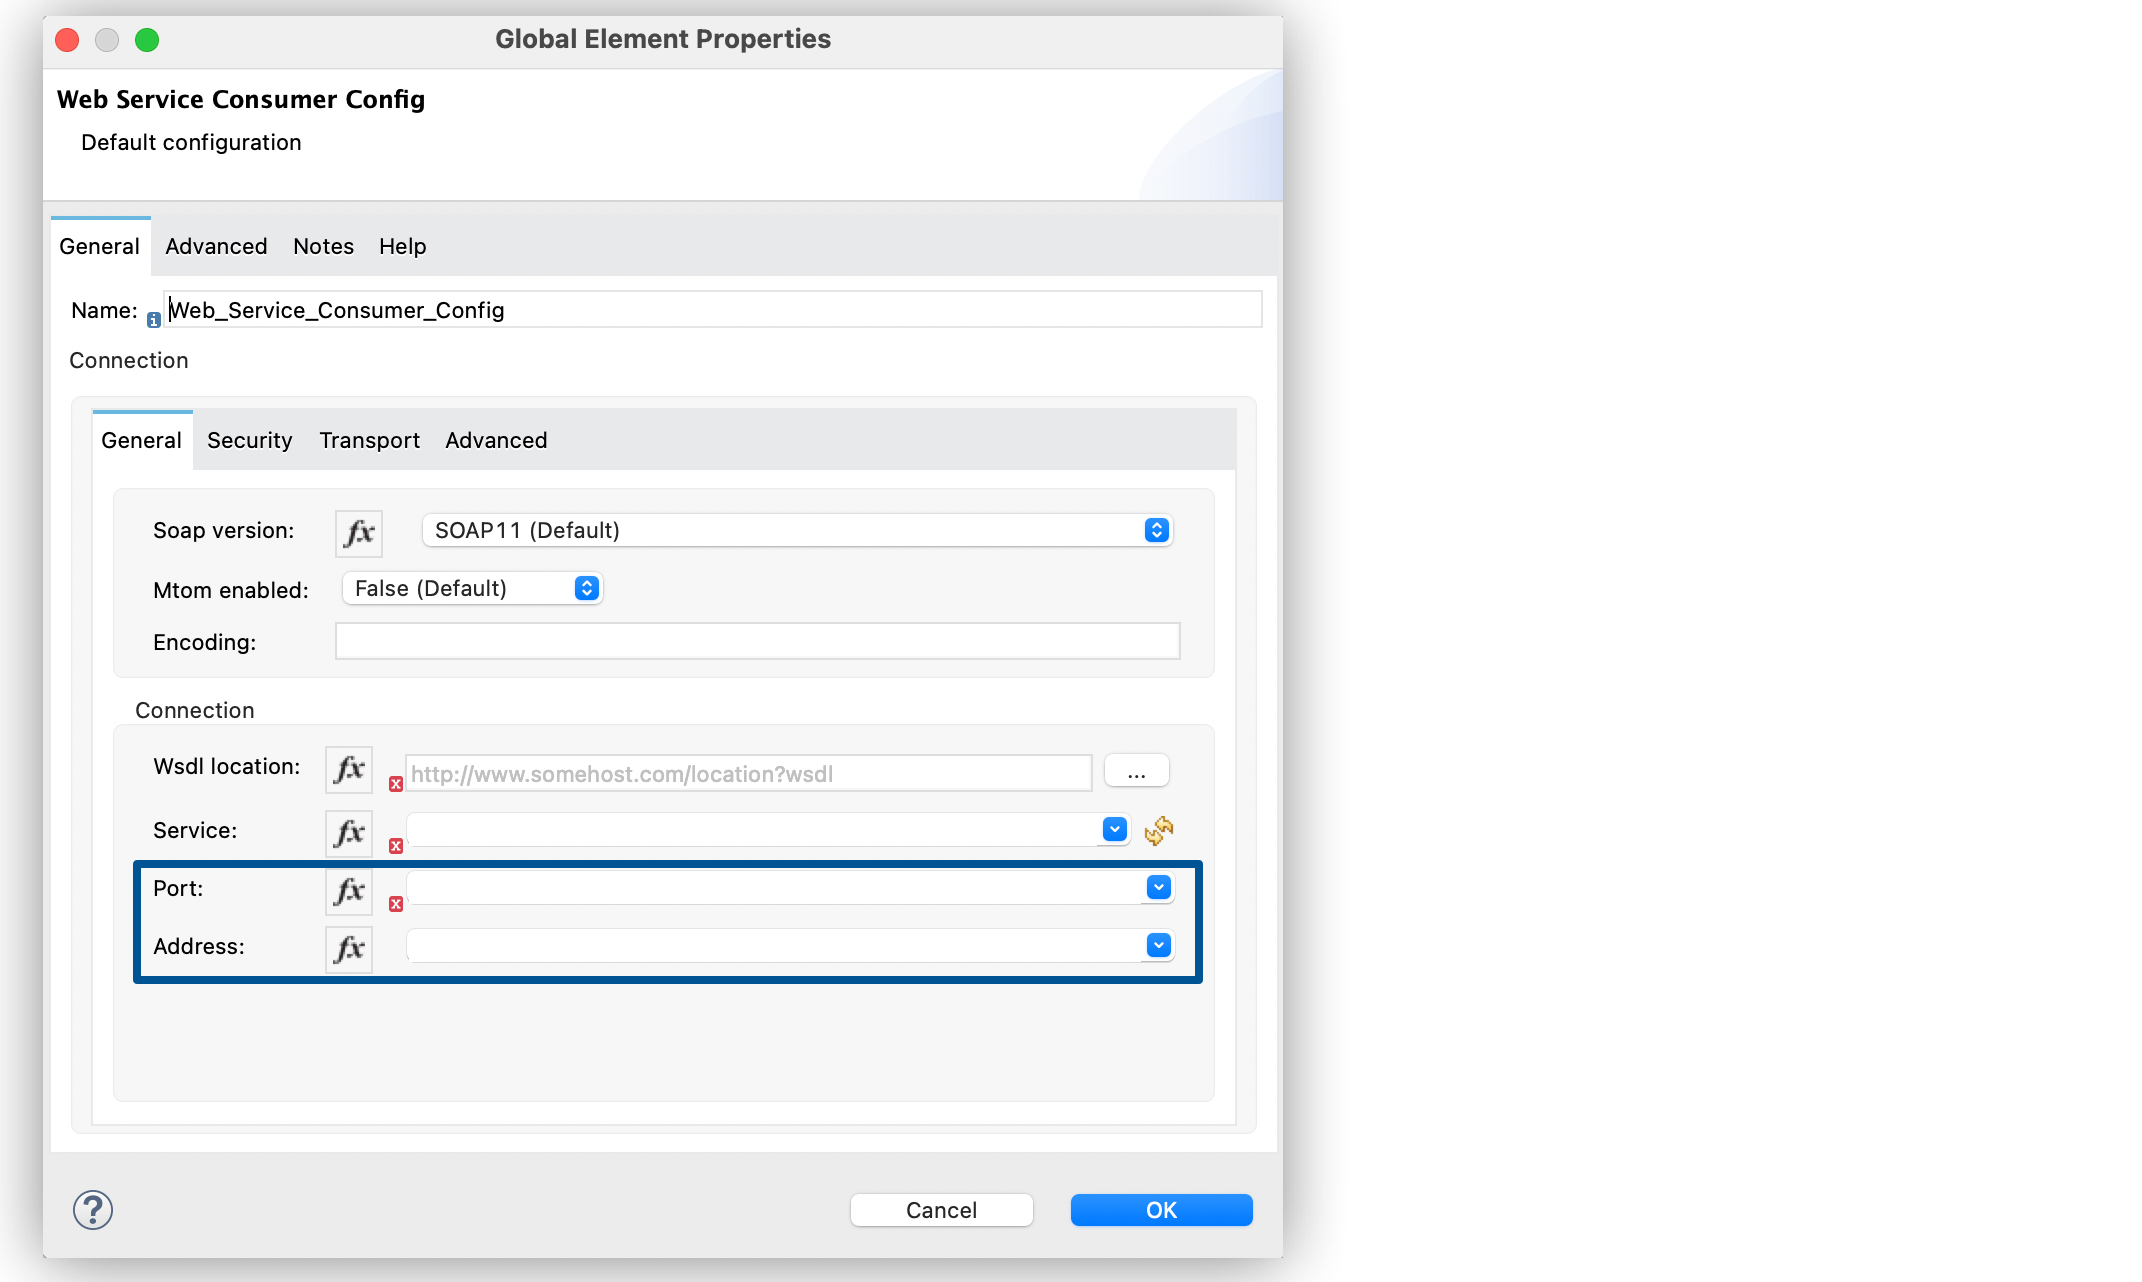 Global Element Properties
Web Service Consumer Config
Default configuration
General Advanced Notes Help
Name: Web_Service_Consumer_Config
Connection
General Security Transport Advanced
Soap version: fx SOAP11 (Default)
Mtom enabled: False (Default)
Encoding:
Connection
Wsdl location: fx http://www.somehost.com/location?wsdl ...
Service: fx
Port: fx
Address: fx
? Cancel OK